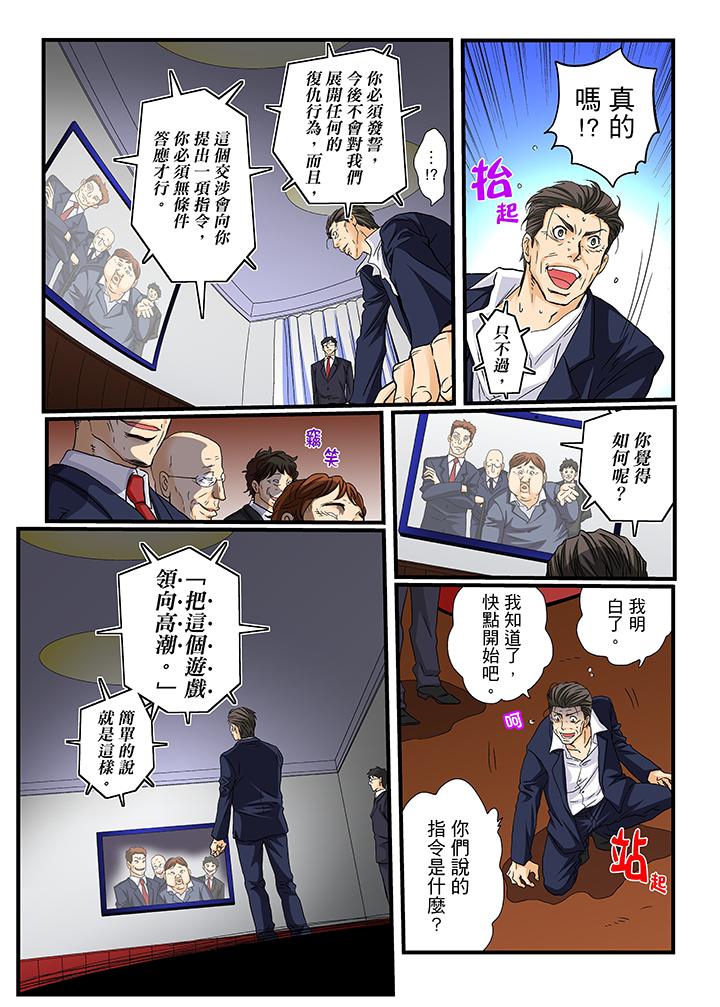 真的
嗎!?
抬起
只不過，
你必須發誓，
今後不會對我們
展開任何的
復仇行為，而且，
…!?
這個交涉會向你
提出一項指令，
你必須無條件
答應才行。
你覺得
如何呢？
竊笑
我明
白了。
我知道了，
快點開始吧。
呵
站起
你們說的
指令是什麼？
「把這個遊戲
領向高潮。」
簡單的說
就是這樣。